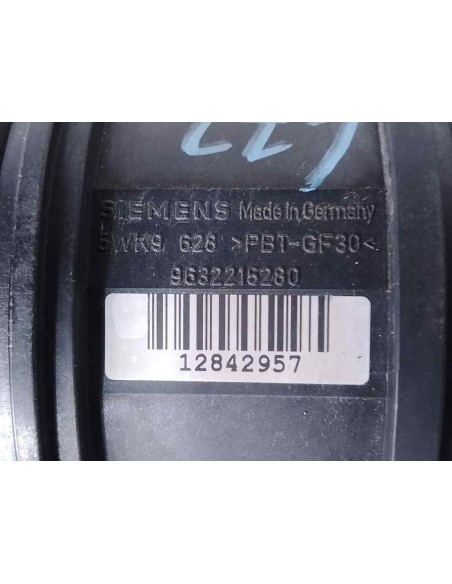 SIEMENS Made in Germany
5WK9 628 >PBT-GF30<
9632215280
12842957